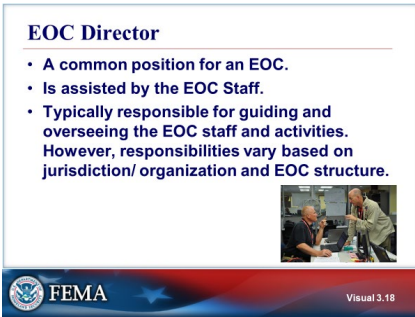 EOC Director
• A common position for an EOC.
• Is assisted by the EOC Staff.
• Typically responsible for guiding and
overseeing the EOC staff and activities.
However, responsibilities vary based on
jurisdiction/ organization and EOC structure.
FEMA
Visual 3.18